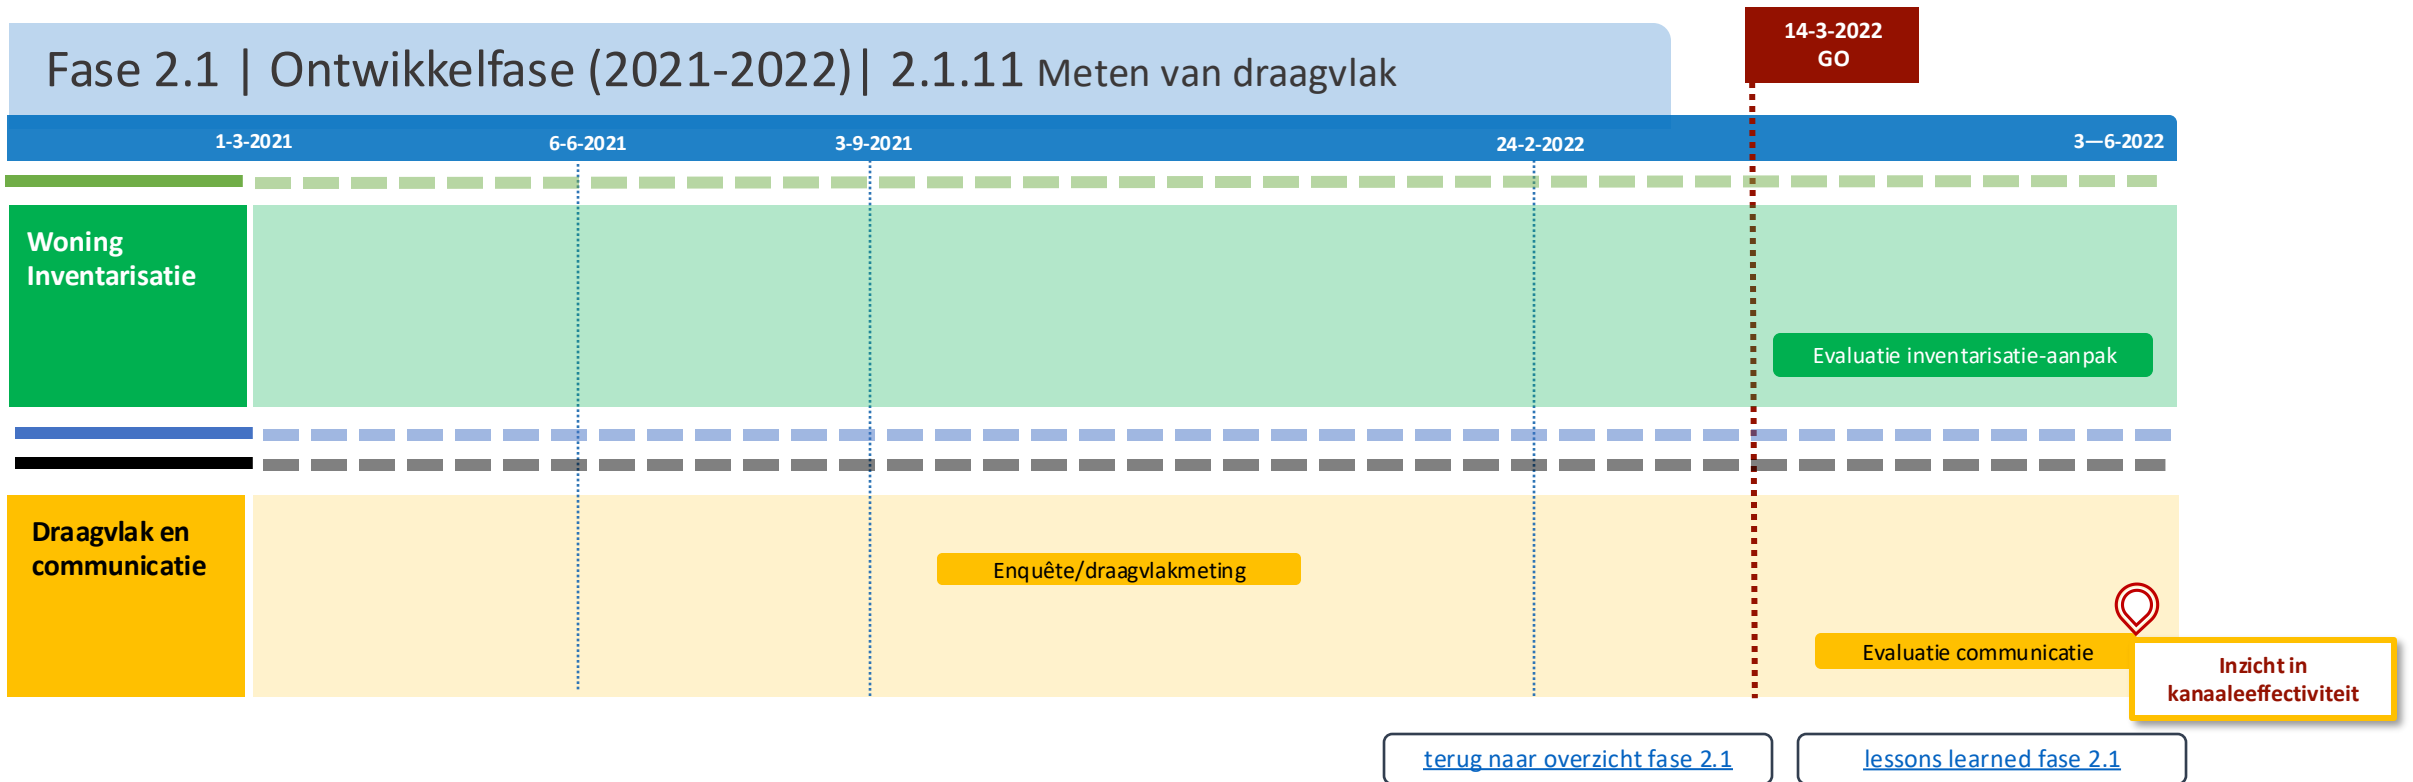 14-3-2022
GO
Fase 2.1 | Ontwikkelfase (2021-2022)| 2.1.11 Meten van draagvlak
1-3-2021
6-6-2021
3-9-2021
24-2-2022
3—6-2022
Woning
Inventarisatie
Evaluatie inventarisatie-aanpak
Draagvlak en
communicatie
Enquête/draagvlakmeting
Evaluatie communicatie
Inzicht in
kanaaleeffectiviteit
terug naar overzicht fase 2.1
lessons learned fase 2.1